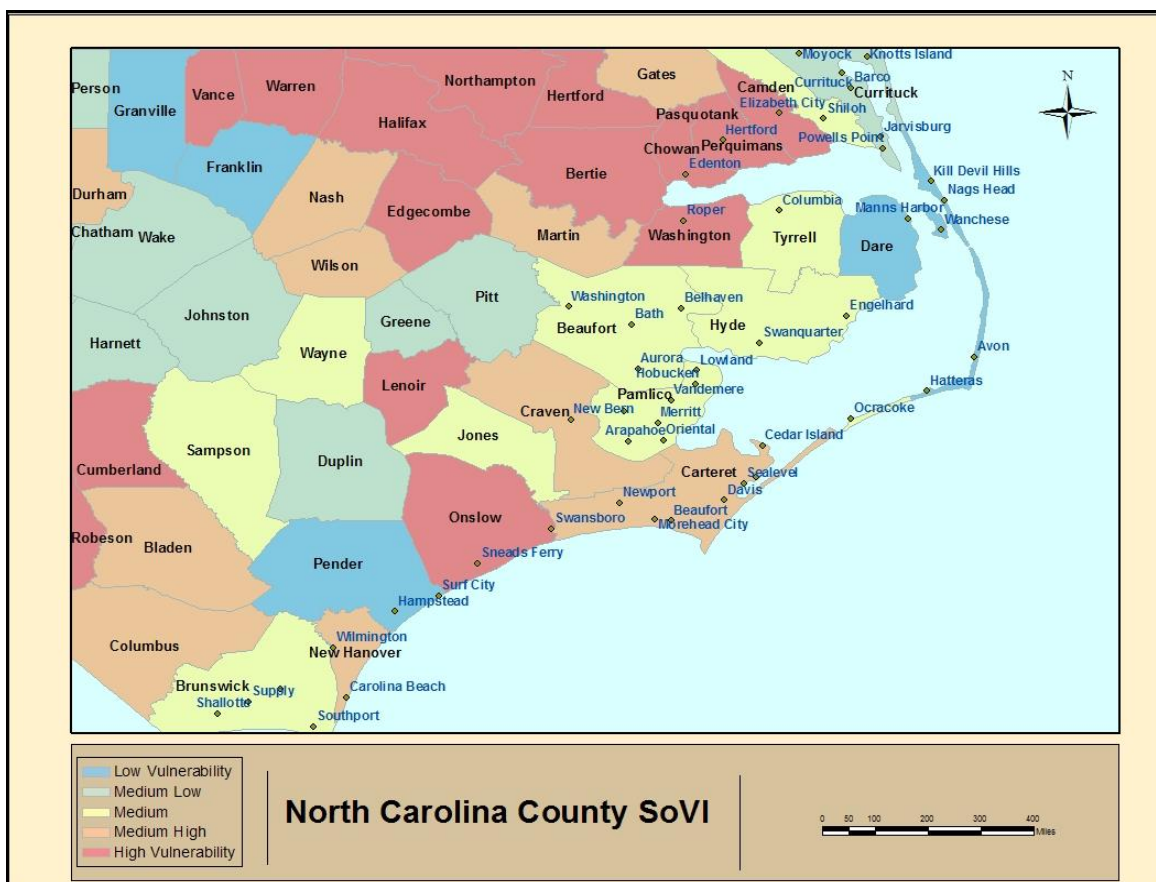 Moyock
Knotts Island
Person
Granville
Vance
Warren
Northampton
Hertford
Gates
Camden
Currituck
Barco
Currituck
Elizabeth City
Shiloh
Halifax
Pasquotank
Hertford
Powells Point
Jarvisburg
Franklin
Chowan
Perquimans
Edenton
Bertie
Durham
Nash
Kill Devil Hills
Nags Head
Edgecombe
Roper
Columbia
Manns Harbor
Wanchese
Chatham
Wake
Martin
Washington
Tyrrell
Dare
Wilson
Pitt
Washington
Belhaven
Engelhard
Johnston
Greene
Bath
Beaufort
Hyde
Harnett
Wayne
Swanquarter
Avon
Aurora
Lowland
Hobucken
Lenoir
Vandemere
Hatteras
Pamlico
Craven
New Bern
Merritt
Ocracoke
Jones
Arapahoe
Oriental
Sampson
Cedar Island
Duplin
Cumberland
Carteret
Sealevel
Davis
Newport
Onslow
Beaufort
Swansboro
Morehead City
Robeson
Bladen
Pender
Sneads Ferry
Surf City
Hampstead
Columbus
Wilmington
New Hanover
Brunswick
Supply
Carolina Beach
Shallotte
Southport
N
Low Vulnerability
Medium Low
Medium
Medium High
High Vulnerability
North Carolina County SoVI
0 50 100 200 300 400
Miles